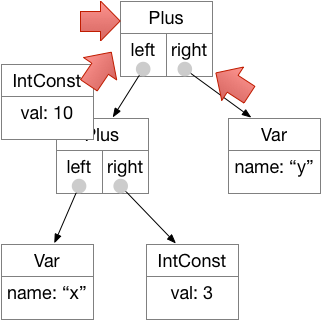 Plus
left right
IntConst
val: 10
Plus
left right
Var
name: “y”
Var
name: “x”
IntConst
val: 3